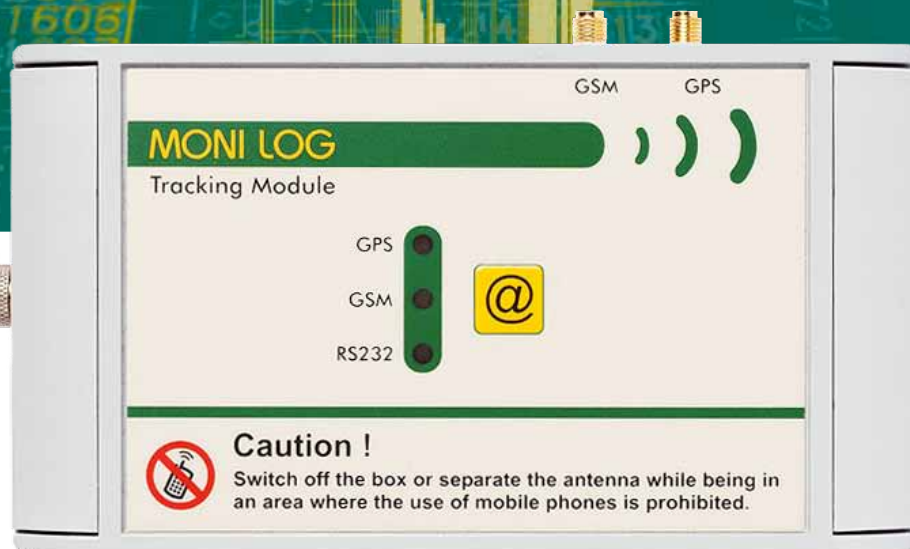 1606
GSM GPS
MONI LOG
Tracking Module
GPS
GSM
@
RS232
Caution !
Switch off the box or separate the antenna while being in
an area where the use of mobile phones is prohibited.